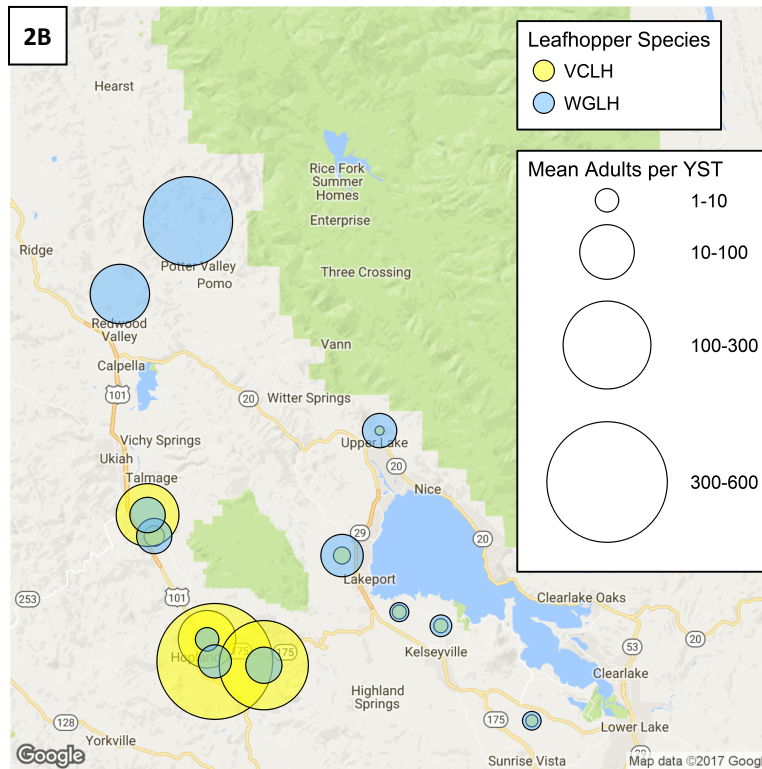 2B
Leafhopper Species
VCLH
WGLH
Mean Adults per YST
1-10
10-100
100-300
300-600
Hearst
Rice Fork
Summer
Homes
Enterprise
Ridge
Potter Valley
Pomo
Three Crossing
Redwood
Valley
Vann
Calpella
101
20
Witter Springs
Vichy Springs
Upper Lake
Ukiah
20
Talmage
Nice
29
20
Lakeport
253
101
Clearlake Oaks
20
175
175
Kelseyville
53
Clearlake
Highland
Springs
128
175
Lower Lake
Yorkville
29
Sunrise Vista
Google
Map data ©2017 Googl